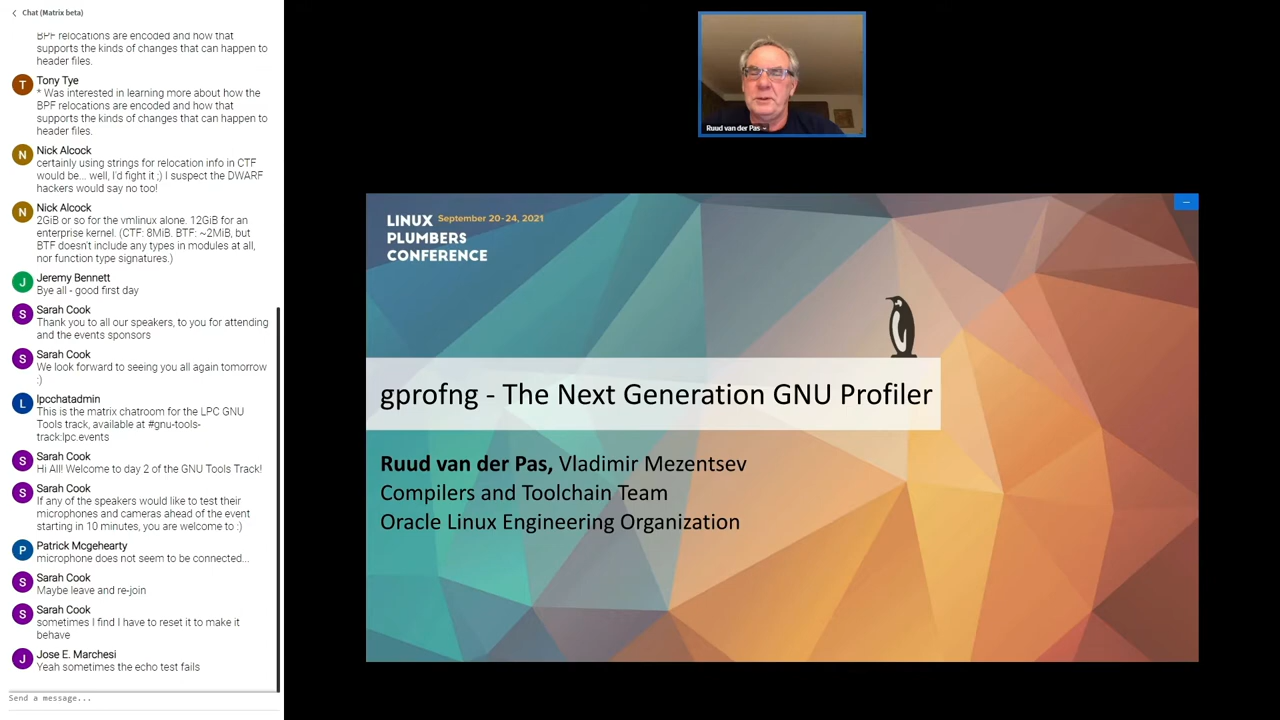 Chat (Matrix beta)
BPF relocations are encoded and how that
supports the kinds of changes that can happen to
header files.
T
Tony Tye
* Was interested in learning more about how the
BPF relocations are encoded and how that
supports the kinds of changes that can happen to
header files.
N
Nick Alcock
certainly using strings for relocation info in CTF
would be... well, I'd fight it ;) I suspect the DWARF
hackers would say no too!
N
Nick Alcock
2GiB or so for the vmlinux alone. 12GiB for an
enterprise kernel. (CTF: 8MiB. BTF: ~2MiB, but
BTF doesn't include any types in modules at all,
nor function type signatures.)
J
Jeremy Bennett
Bye all - good first day
S
Sarah Cook
Thank you to all our speakers, to you for attending
and the events sponsors
S
Sarah Cook
We look forward to seeing you all again tomorrow
:)
L
lpcchatadmin
This is the matrix chatroom for the LPC GNU
Tools track, available at #gnu-tools-
track:lpc.events
S
Sarah Cook
Hi All! Welcome to day 2 of the GNU Tools Track!
S
Sarah Cook
If any of the speakers would like to test their
microphones and cameras ahead of the event
starting in 10 minutes, you are welcome to :)
P
Patrick Mcgehearty
microphone does not seem to be connected...
S
Sarah Cook
Maybe leave and re-join
S
Sarah Cook
sometimes I find I have to reset it to make it
behave
J
Jose E. Marchesi
Yeah sometimes the echo test fails
Send a message...
Ruud van der Pas
LINUX September 20-24, 2021
PLUMBERS
CONFERENCE
gprofng - The Next Generation GNU Profiler
Ruud van der Pas, Vladimir Mezentsev
Compilers and Toolchain Team
Oracle Linux Engineering Organization